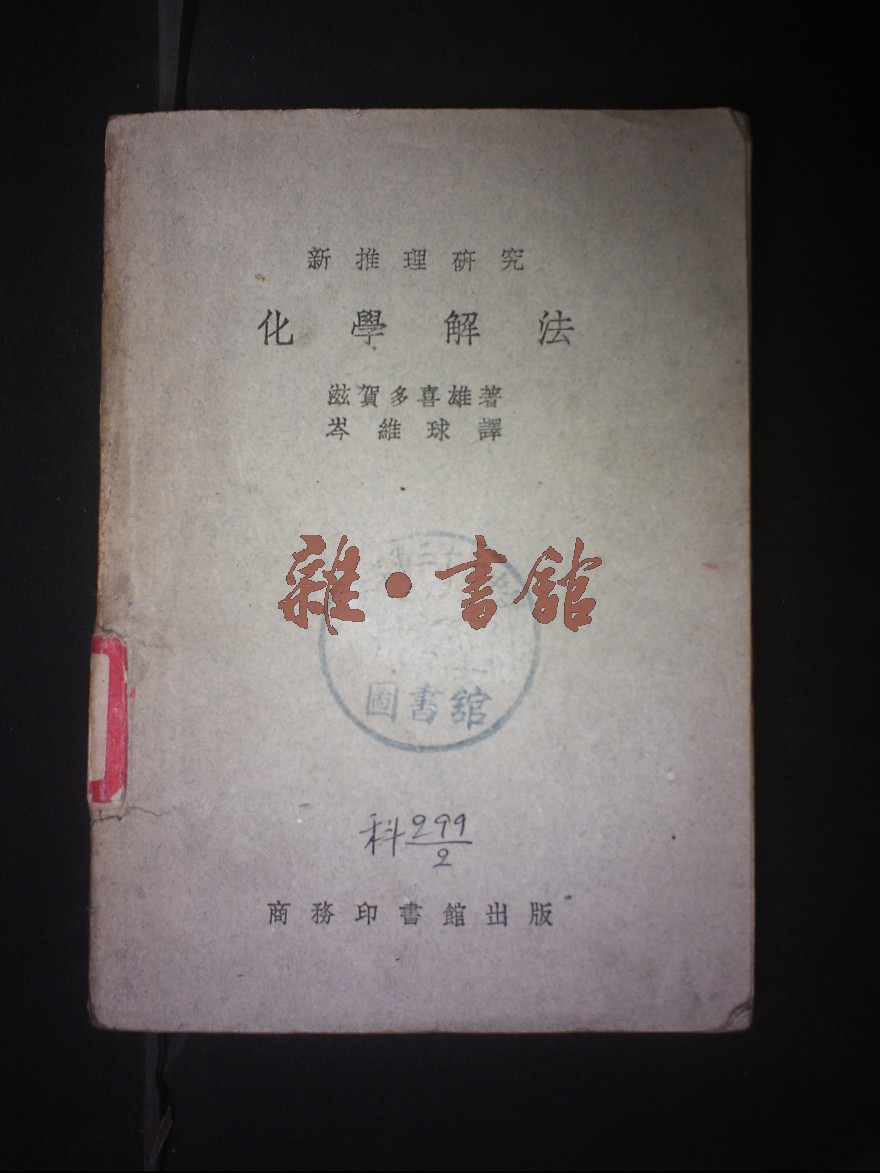 新推理研究
化學解法
滋賀多喜雄著
岑維球譯
雜·書館
圖書館
科299/2
商務印書館出版